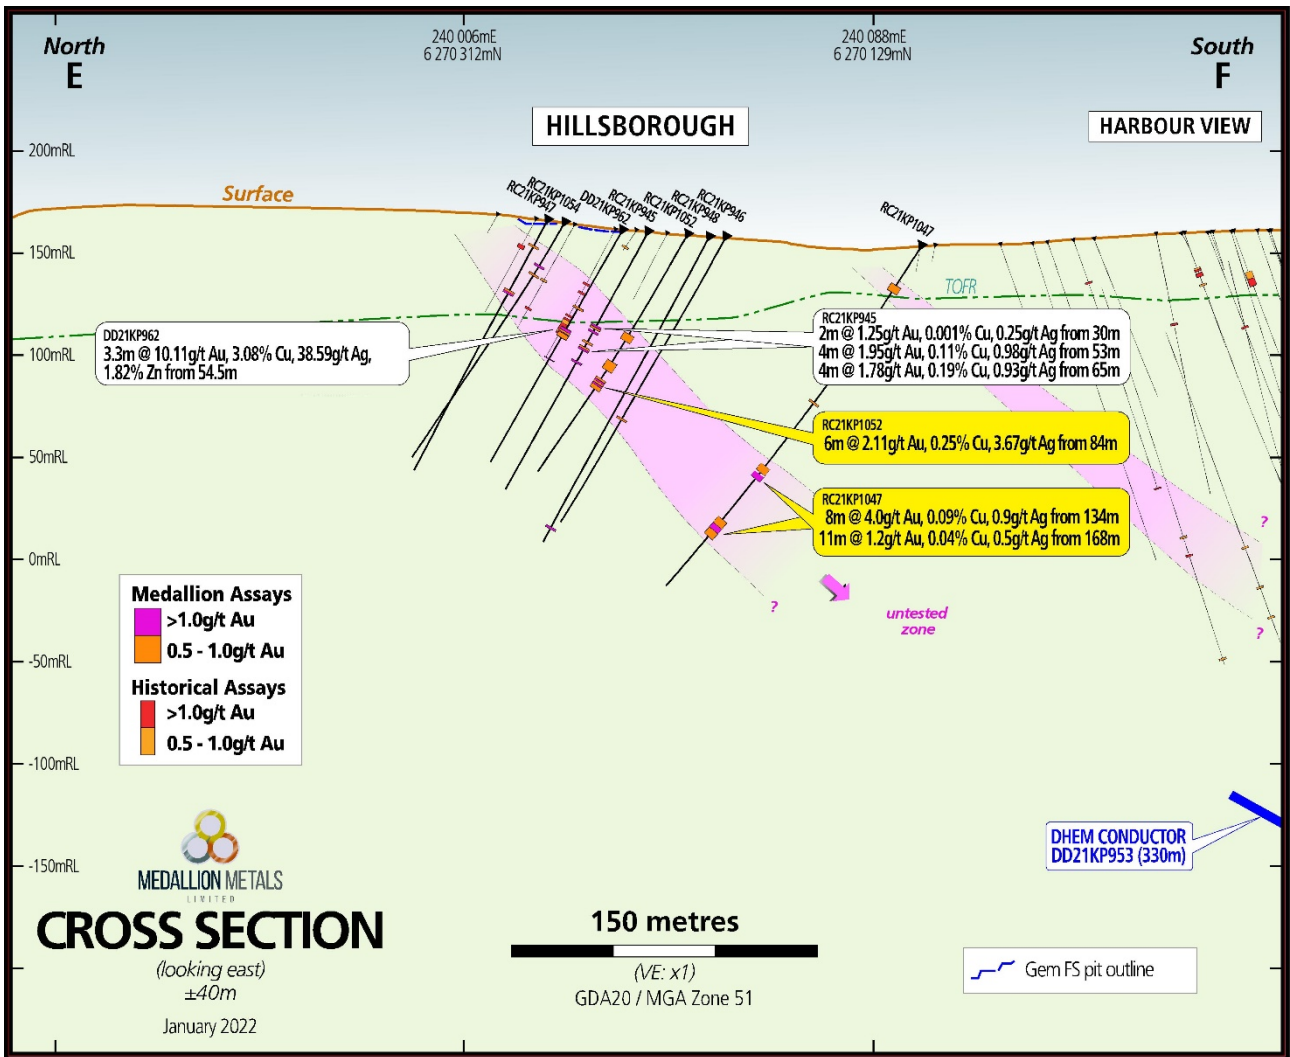 North
E
240 006mE
6 270 312mN
240 088mE
6 270 129mN
South
F
HILLSBOROUGH
HARBOUR VIEW
200mRL
Surface
RC21KP947
RC21KP1054
DD21KP962
RC21KP945
RC21KP1052
RC21KP948
RC21KP946
RC21KP1047
150mRL
TOFR
DD21KP962
3.3m @ 10.11g/t Au, 3.08% Cu, 38.59g/t Ag,
1.82% Zn from 54.5m
RC21KP945
2m @ 1.25g/t Au, 0.001% Cu, 0.25g/t Ag from 30m
4m @ 1.95g/t Au, 0.11% Cu, 0.98g/t Ag from 53m
4m @ 1.78g/t Au, 0.19% Cu, 0.93g/t Ag from 65m
100mRL
RC21KP1052
6m @ 2.11g/t Au, 0.25% Cu, 3.67g/t Ag from 84m
50mRL
RC21KP1047
8m @ 4.0g/t Au, 0.09% Cu, 0.9g/t Ag from 134m
11m @ 1.2g/t Au, 0.04% Cu, 0.5g/t Ag from 168m
?
0mRL
?
untested
zone
?
Medallion Assays
>1.0g/t Au
0.5 - 1.0g/t Au
-50mRL
Historical Assays
>1.0g/t Au
0.5 - 1.0g/t Au
-100mRL
DHEM CONDUCTOR
DD21KP953 (330m)
-150mRL
MEDALLION METALS
LIMITED
CROSS SECTION
(looking east)
±40m
January 2022
150 metres
(VE: x1)
GDA20 / MGA Zone 51
Gem FS pit outline